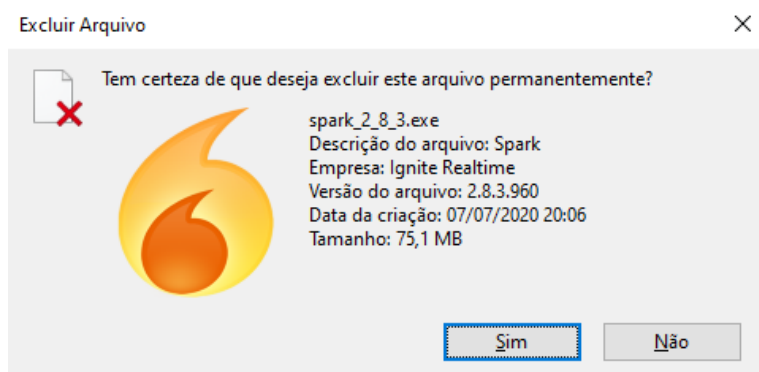 Excluir Arquivo
Tem certeza de que deseja excluir este arquivo permanentemente?
spark_2_8_3.exe
Descrição do arquivo: Spark
Empresa: Ignite Realtime
Versão do arquivo: 2.8.3.960
Data da criação: 07/07/2020 20:06
Tamanho: 75,1 MB
Sim
Não